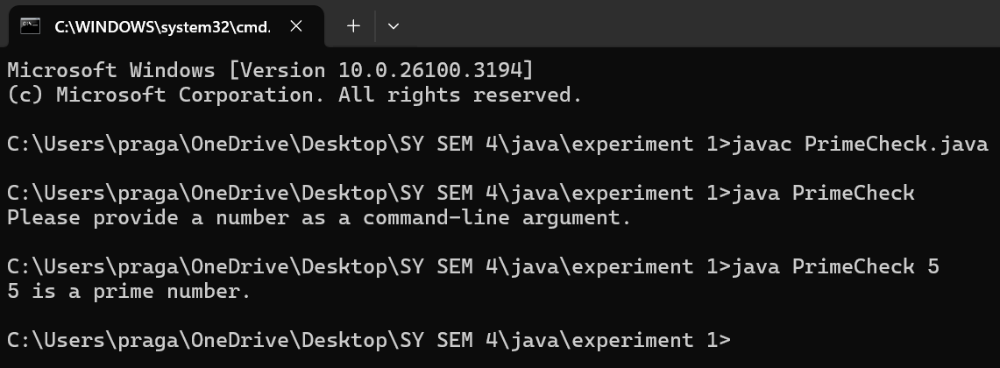 C:\WINDOWS\system32\cmd.
Microsoft Windows [Version 10.0.26100.3194]
(c) Microsoft Corporation. All rights reserved.
C:\Users\praga\OneDrive\Desktop\SY SEM 4\java\experiment 1>javac PrimeCheck.java
C:\Users\praga\OneDrive\Desktop\SY SEM 4\java\experiment 1>java PrimeCheck
Please provide a number as a command-line argument.
C:\Users\praga\OneDrive\Desktop\SY SEM 4\java\experiment 1>java PrimeCheck 5
5 is a prime number.
C:\Users\praga\OneDrive\Desktop\SY SEM 4\java\experiment 1>